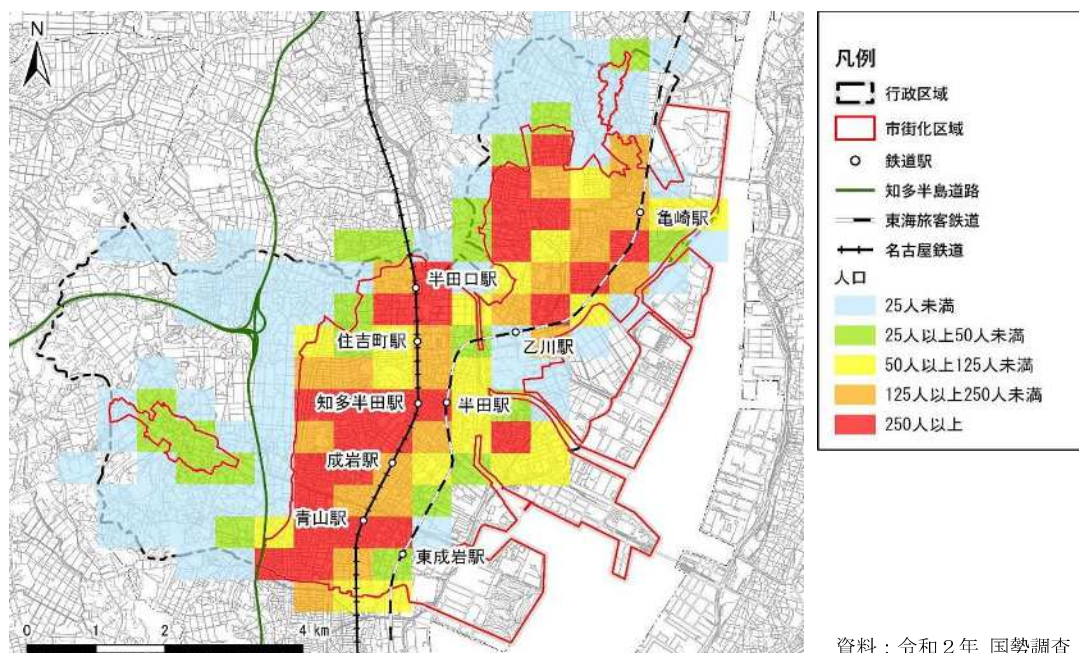 N
亀崎駅
半田口駅
住吉町駅
乙川駅
知多半田駅
半田駅
成岩駅
青山駅
東成岩駅
0 1 2 4 km
凡例
行政区域
市街化区域
鉄道駅
知多半島道路
東海旅客鉄道
名古屋鉄道
人口
25人未満
25人以上50人未満
50人以上125人未満
125人以上250人未満
250人以上
資料：令和２年 国勢調査